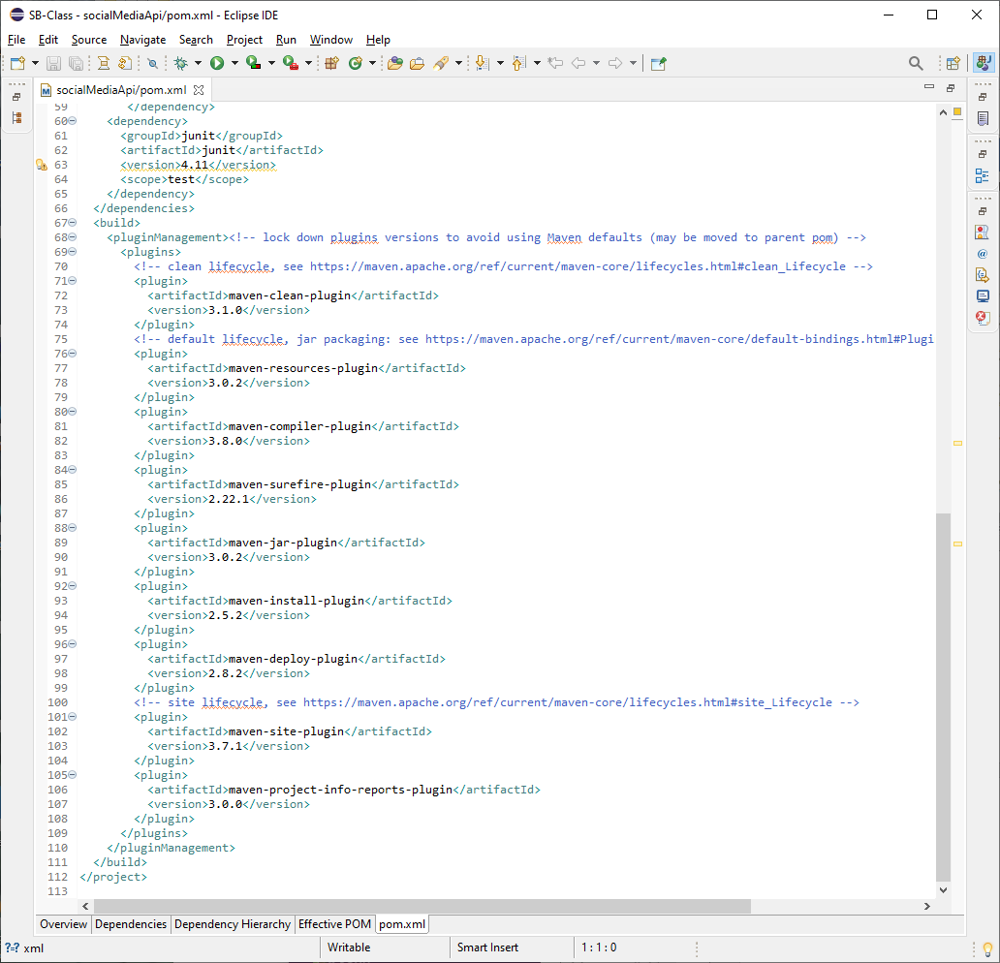 SB-Class - socialMediaApi/pom.xml - Eclipse IDE
File Edit Source Navigate Search Project Run Window Help
socialMediaApi/pom.xml
59 </dependency>
60 <dependency>
61 <groupId>junit</groupId>
62 <artifactId>junit</artifactId>
63 <version>4.11</version>
64 <scope>test</scope>
65 </dependency>
66 </dependencies>
67 <build>
68 <pluginManagement><!-- lock down plugins versions to avoid using Maven defaults (may be moved to parent pom) -->
69 <plugins>
70 <!-- clean lifecycle, see https://maven.apache.org/ref/current/maven-core/lifecycles.html#clean_Lifecycle -->
71 <plugin>
72 <artifactId>maven-clean-plugin</artifactId>
73 <version>3.1.0</version>
74 </plugin>
75 <!-- default lifecycle, jar packaging: see https://maven.apache.org/ref/current/maven-core/default-bindings.html#Plugi
76 <plugin>
77 <artifactId>maven-resources-plugin</artifactId>
78 <version>3.0.2</version>
79 </plugin>
80 <plugin>
81 <artifactId>maven-compiler-plugin</artifactId>
82 <version>3.8.0</version>
83 </plugin>
84 <plugin>
85 <artifactId>maven-surefire-plugin</artifactId>
86 <version>2.22.1</version>
87 </plugin>
88 <plugin>
89 <artifactId>maven-jar-plugin</artifactId>
90 <version>3.0.2</version>
91 </plugin>
92 <plugin>
93 <artifactId>maven-install-plugin</artifactId>
94 <version>2.5.2</version>
95 </plugin>
96 <plugin>
97 <artifactId>maven-deploy-plugin</artifactId>
98 <version>2.8.2</version>
99 </plugin>
100 <!-- site lifecycle, see https://maven.apache.org/ref/current/maven-core/lifecycles.html#site_Lifecycle -->
101 <plugin>
102 <artifactId>maven-site-plugin</artifactId>
103 <version>3.7.1</version>
104 </plugin>
105 <plugin>
106 <artifactId>maven-project-info-reports-plugin</artifactId>
107 <version>3.0.0</version>
108 </plugin>
109 </plugins>
110 </pluginManagement>
111 </build>
112 </project>
113
Overview Dependencies Dependency Hierarchy Effective POM pom.xml
xml Writable Smart Insert 1 : 1 : 0